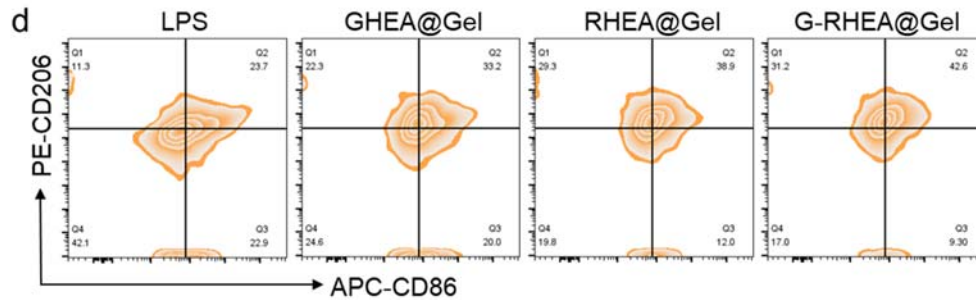 d
LPS
GHEA@Gel
RHEA@Gel
G-RHEA@Gel
PE-CD206
Q1
11.3
Q2
23.7
Q4
42.1
Q3
22.9
Q1
22.3
Q2
33.2
Q4
24.6
Q3
20.0
Q1
29.3
Q2
38.9
Q4
19.8
Q3
12.0
Q1
31.2
Q2
42.6
Q4
17.0
Q3
9.30
APC-CD86